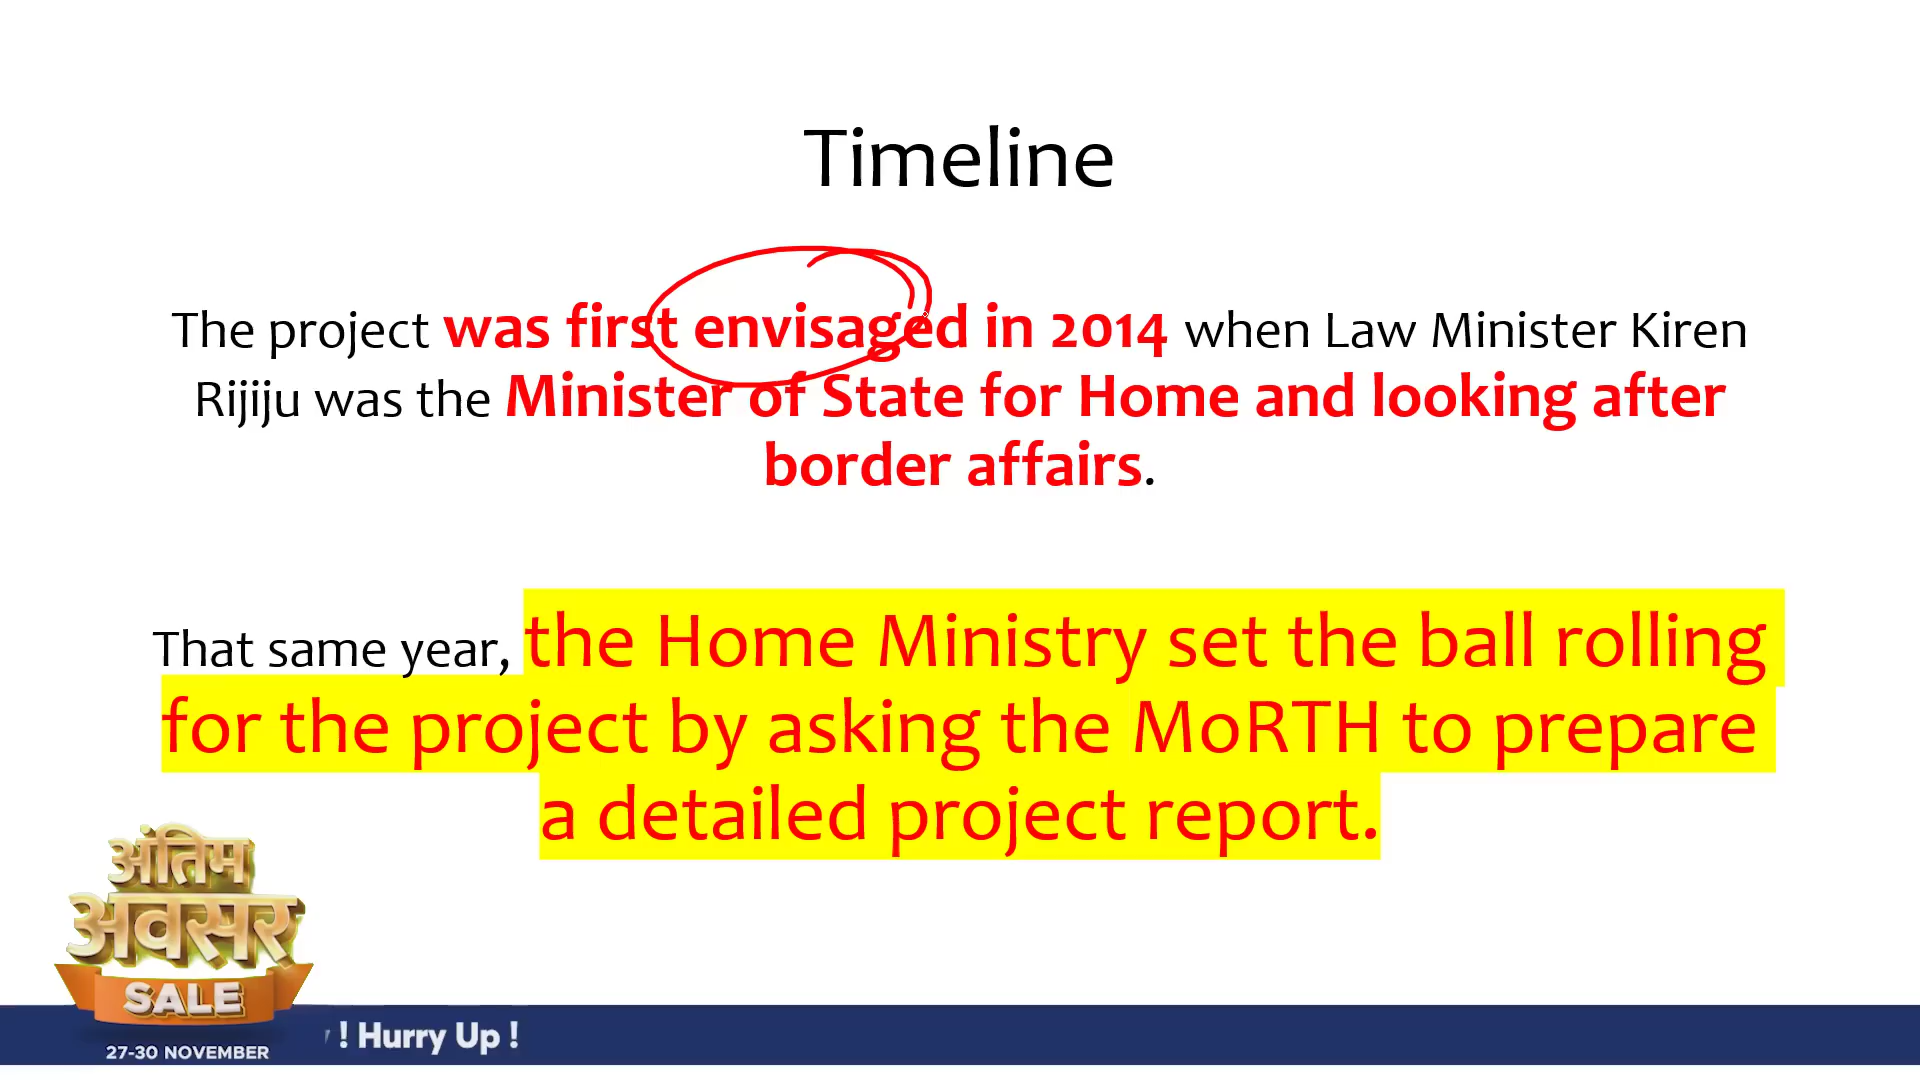 Timeline
The project was first envisaged in 2014 when Law Minister Kiren
Rijiju was the Minister of State for Home and looking after
border affairs.
That same year, the Home Ministry set the ball rolling
for the project by asking the MoRTH to prepare
a detailed project report.
अंतिम
अवसर
SALE
27-30 NOVEMBER
! Hurry Up !